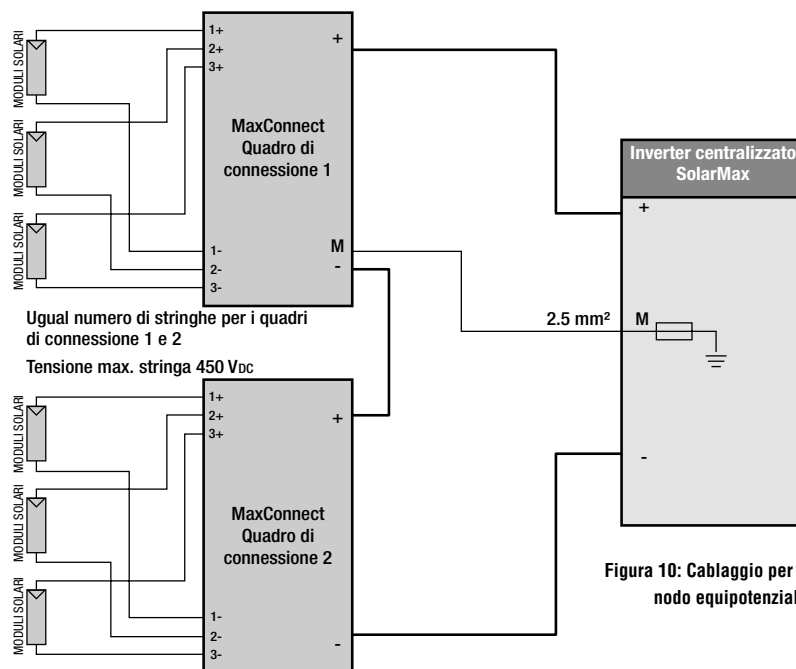 MODULI SOLARI
MODULI SOLARI
MODULI SOLARI
1+
2+
3+
+
MaxConnect
Quadro di
connessione 1
1-
2-
3-
M
-
Ugual numero di stringhe per i quadri
di connessione 1 e 2
Tensione max. stringa 450 VDC
MODULI SOLARI
MODULI SOLARI
MODULI SOLARI
1+
2+
3+
+
MaxConnect
Quadro di
connessione 2
1-
2-
3-
-
2.5 mm²
Inverter centralizzato
SolarMax
+
M
-
Figura 10: Cablaggio per
nodo equipotenzial